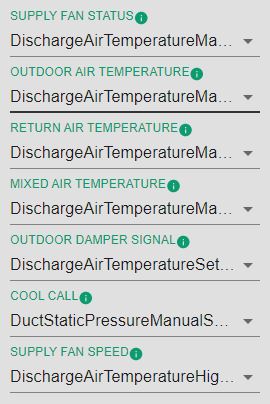 SUPPLY FAN STATUS
DischargeAirTemperatureMa...
OUTDOOR AIR TEMPERATURE
DischargeAirTemperatureMa...
RETURN AIR TEMPERATURE
DischargeAirTemperatureMa...
MIXED AIR TEMPERATURE
DischargeAirTemperatureMa...
OUTDOOR DAMPER SIGNAL
DischargeAirTemperatureSet...
COOL CALL
DuctStaticPressureManualS...
SUPPLY FAN SPEED
DischargeAirTemperatureHig...